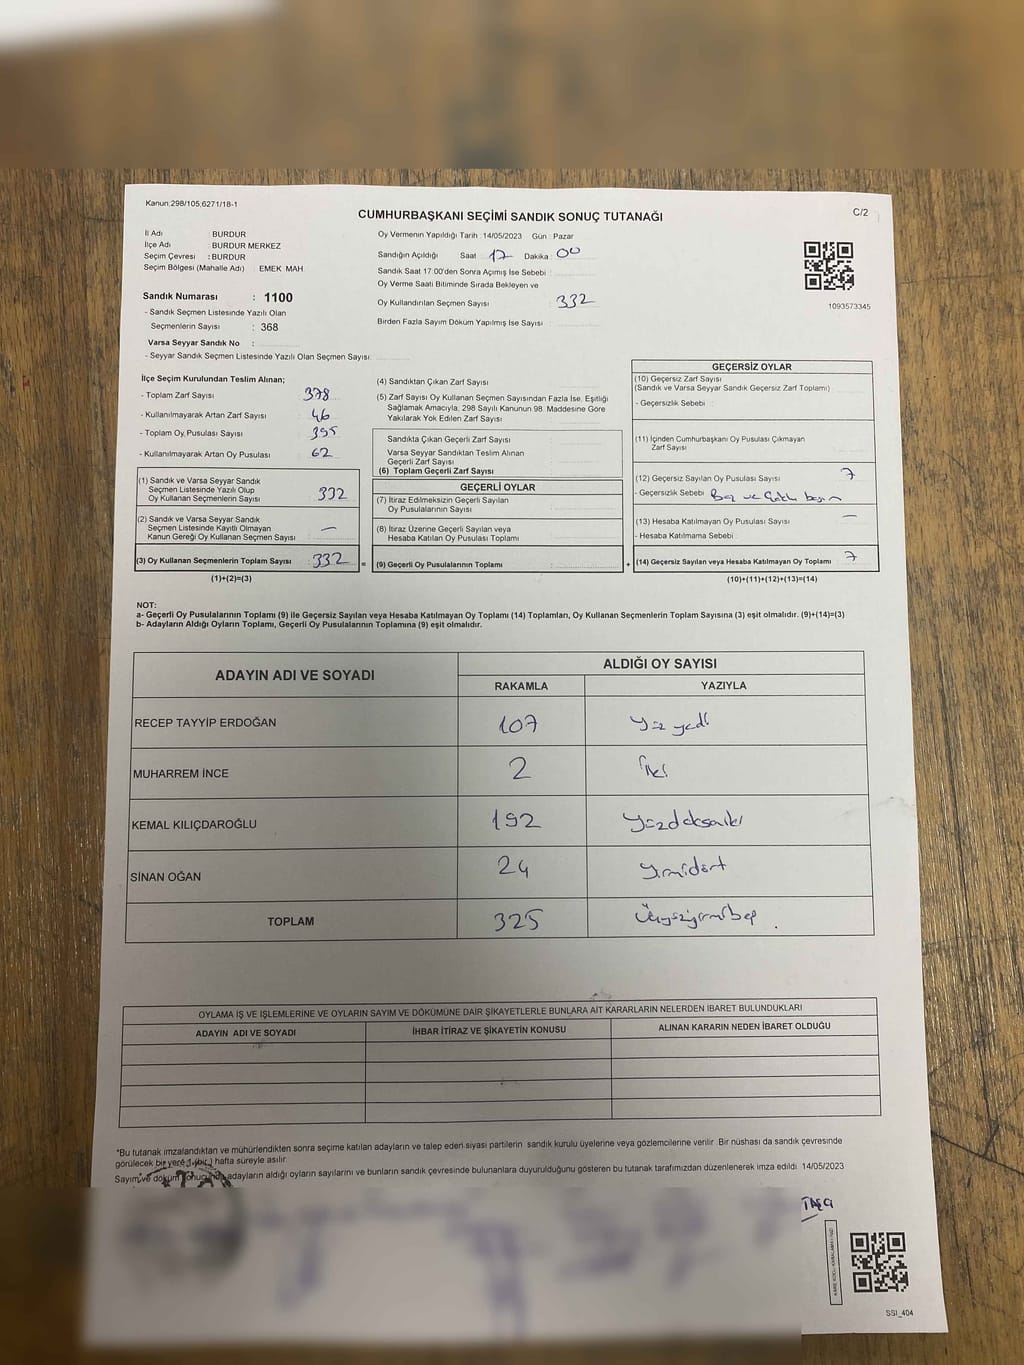 Kanun:298/105;6271/18-1
CUMHURBAŞKANI SEÇİMİ SANDIK SONUÇ TUTANAĞI
C/2
İl Adı BURDUR
İlçe Adı : BURDUR MERKEZ
Seçim Çevresi : BURDUR
Seçim Bölgesi (Mahalle Adı) : EMEK MAH.
Sandık Numarası : 1100
- Sandık Seçmen Listesinde Yazılı Olan
Seçmenlerin Sayısı : 368
Varsa Seyyar Sandık No :
- Seyyar Sandık Seçmen Listesinde Yazılı Olan Seçmen Sayısı:
Oy Vermenin Yapıldığı Tarih :14/05/2023 Gün : Pazar
Sandığın Açıldığı Saat 17 Dakika : 00
Sandık Saat 17:00'den Sonra Açımış İse Sebebi :
Oy Verme Saati Bitiminde Sırada Bekleyen ve
Oy Kullandırılan Seçmen Sayısı : 332
Birden Fazla Sayım Döküm Yapılmış İse Sayısı :
1093573345
İlçe Seçim Kurulundan Teslim Alınan;
- Toplam Zarf Sayısı : 378
- Kullanılmayarak Artan Zarf Sayısı : 46
- Toplam Oy Pusulası Sayısı : 395
- Kullanılmayarak Artan Oy Pusulası : 62
(1) Sandık ve Varsa Seyyar Sandık
Seçmen Listesinde Yazılı Olup
Oy Kullanan Seçmenlerin Sayısı : 332
(2) Sandık ve Varsa Seyyar Sandık
Seçmen Listesinde Kayıtlı Olmayan
Kanun Gereği Oy Kullanan Seçmen Sayısı : —
(3) Oy Kullanan Seçmenlerin Toplam Sayısı : 332
(1)+(2)=(3)
(4) Sandıktan Çıkan Zarf Sayısı :
(5) Zarf Sayısı Oy Kullanan Seçmen Sayısından Fazla İse, Eşitliği
Sağlamak Amacıyla; 298 Sayılı Kanunun 98. Maddesine Göre
Yakılarak Yok Edilen Zarf Sayısı :
Sandıkta Çıkan Geçerli Zarf Sayısı :
Varsa Seyyar Sandıktan Teslim Alınan
Geçerli Zarf Sayısı :
(6) Toplam Geçerli Zarf Sayısı :
GEÇERLİ OYLAR
(7) İtiraz Edilmeksizin Geçerli Sayılan
Oy Pusulasının Sayısı :
(8) İtiraz Üzerine Geçerli Sayılan veya
Hesaba Katılan Oy Pusulası Toplamı :
= (9) Geçerli Oy Pusulalarının Toplamı :
GEÇERSİZ OYLAR
(10) Geçersiz Zarf Sayısı
(Sandık ve Varsa Seyyar Sandık Geçersiz Zarf Toplamı) :
- Geçersizlik Sebebi :
(11) İçinden Cumhurbaşkanı Oy Pusulası Çıkmayan
Zarf Sayısı :
(12) Geçersiz Sayılan Oy Pusulası Sayısı : 7
- Geçersizlik Sebebi : Boş ve
(13) Hesaba Katılmayan Oy Pusulası Sayısı : —
- Hesaba Katılmama Sebebi :
+ (14) Geçersiz Sayılan veya Hesaba Katılmayan Oy Toplamı : 7
(10)+(11)+(12)+(13)=(14)
NOT:
a- Geçerli Oy Pusulalarının Toplamı (9) ile Geçersiz Sayılan veya Hesaba Katılmayan Oy Toplamı (14) Toplamları, Oy Kullanan Seçmenlerin Toplam Sayısına (3) eşit olmalıdır. (9)+(14)=(3)
b- Adayların Aldığı Oyların Toplamı, Geçerli Oy Pusulalarının Toplamına (9) eşit olmalıdır.
ADAYIN ADI VE SOYADI
ALDIĞI OY SAYISI
RAKAMLA YAZIYLA
RECEP TAYYİP ERDOĞAN 107 Yüz yedi
MUHARREM İNCE 2 İki
KEMAL KILIÇDAROĞLU 192 Yüzdoksaniki
SİNAN OĞAN 24 Yirmidört
TOPLAM 325 Üçyüzyirmibeş
OYLAMA İŞ VE İŞLEMLERİNE VE OYLARIN SAYIM VE DÖKÜMÜNE DAİR ŞİKAYETLERLE BUNLARA AİT KARARLARIN NELERDEN İBARET BULUNDUKLARI
ADAYIN ADI VE SOYADI İHBAR İTİRAZ VE ŞİKAYETİN KONUSU ALINAN KARARIN NEDEN İBARET OLDUĞU
*Bu tutanak imzalandıktan ve mühürlendikten sonra seçime katılan adayların ve talep eden siyasi partilerin sandık kurulu üyelerine veya gözlemcilerine verilir. Bir nüshası da sandık çevresinde
görülecek bir yere 1 (bir) hafta süreyle asılır.
Sayım ve döküm sonucunda adayların aldığı oyların sayılarını ve bunların sandık çevresinde bulunanlara duyurulduğunu gösteren bu tutanak tarafımızdan düzenlenerek imza edildi. 14/05/2023
SSI_404